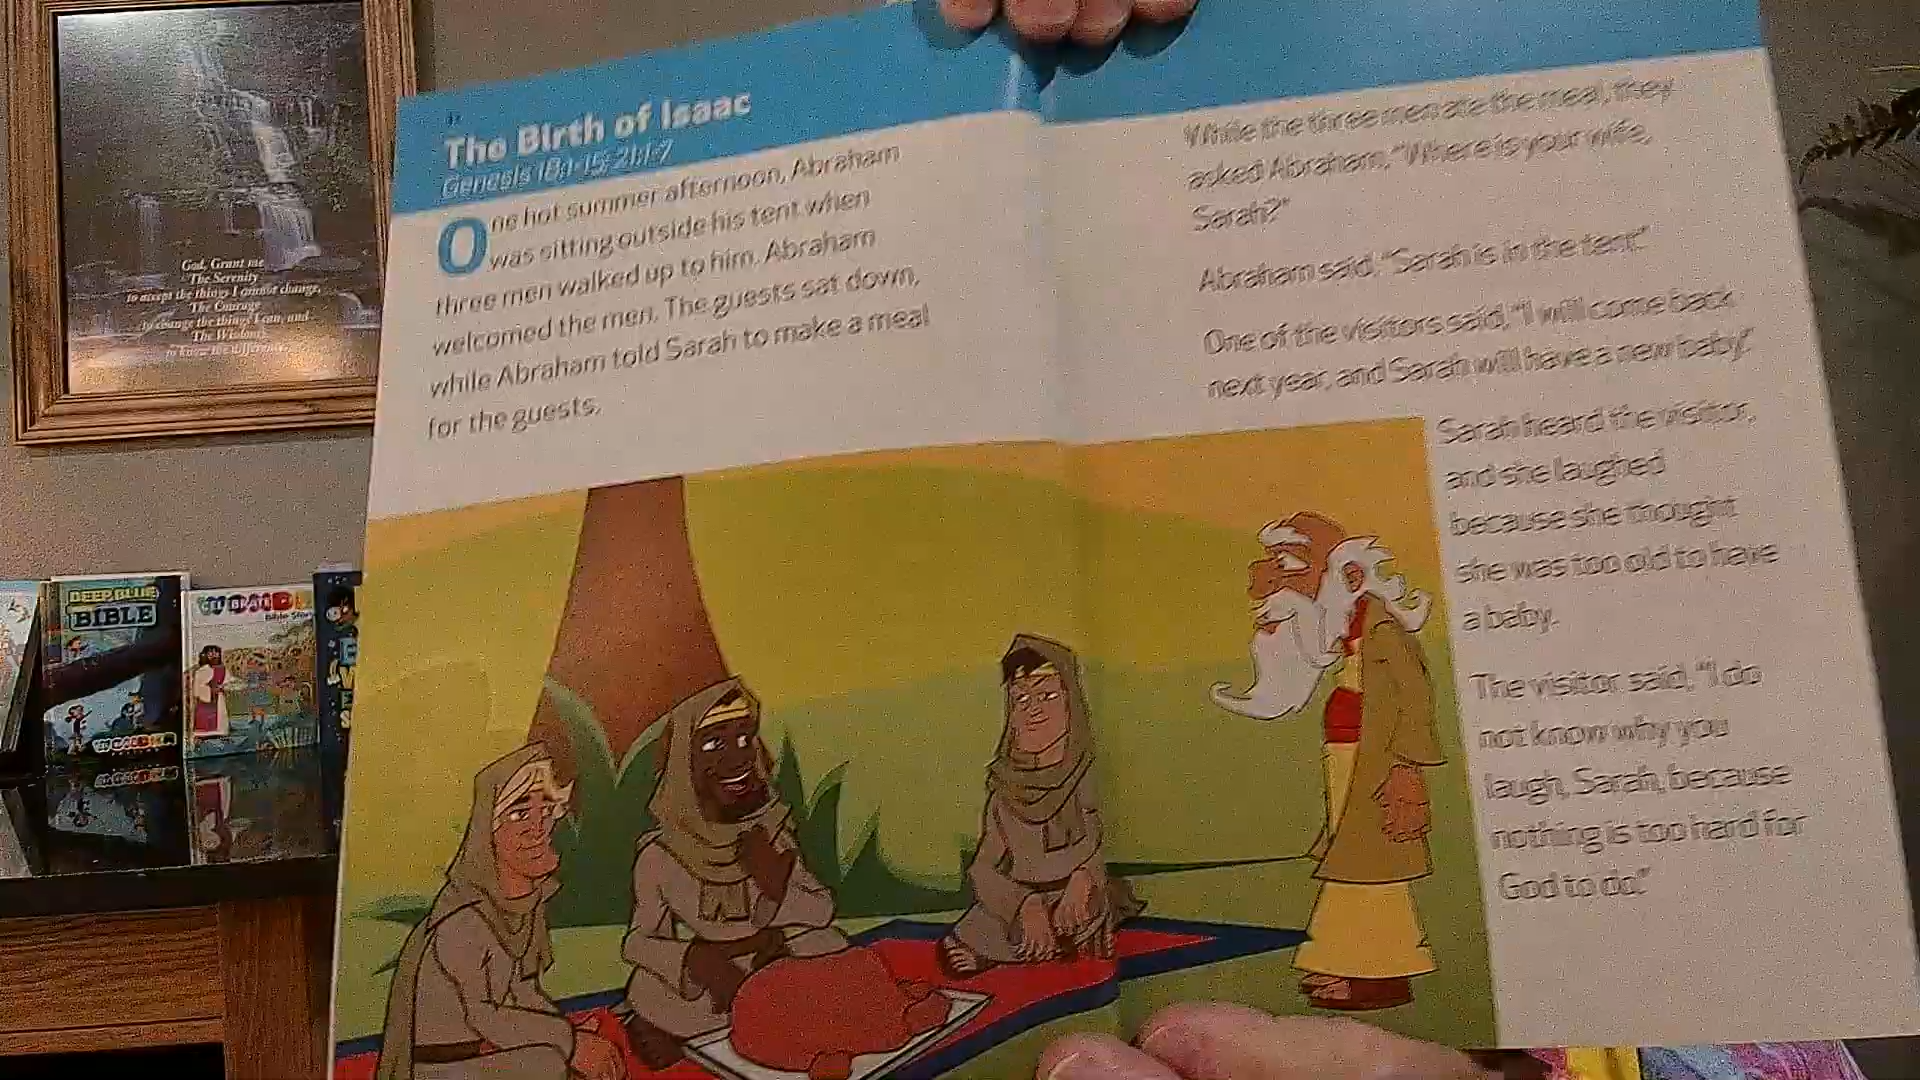 God, Grant me
The Serenity
to accept the things I cannot change,
The Courage
to change the things I can, and
The Wisdom
to know the difference.
DEEP BLUE
BIBLE
CELEBRATE
WONDER
Bible Story
The Birth of Isaac
Genesis 18:1-15; 21:1-7
One hot summer afternoon, Abraham
was sitting outside his tent when
three men walked up to him. Abraham
welcomed the men. The guests sat down,
while Abraham told Sarah to make a meal
for the guests.
While the three men ate the meal, they
asked Abraham, "Where is your wife,
Sarah?"
Abraham said, "Sarah is in the tent."
One of the visitors said, "I will come back
next year, and Sarah will have a new baby."
Sarah heard the visitor,
and she laughed
because she thought
she was too old to have
a baby.
The visitor said, "I do
not know why you
laugh, Sarah, because
nothing is too hard for
God to do."